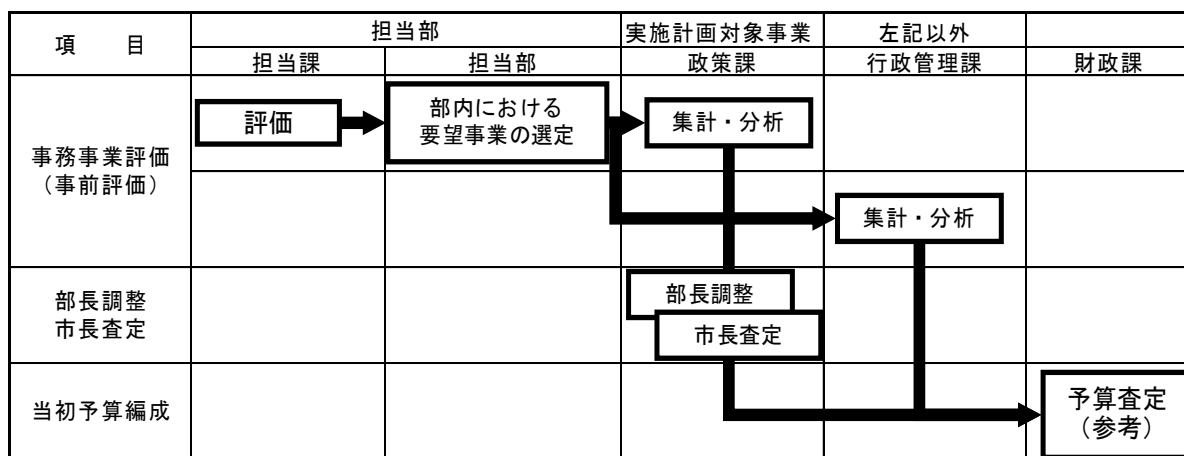 項　　目
担当部
実施計画対象事業
左記以外
担当課
担当部
政策課
行政管理課
財政課
事務事業評価
（事前評価）
評価
部内における
要望事業の選定
集計・分析
集計・分析
部長調整
市長査定
部長調整
市長査定
当初予算編成
予算査定
（参考）